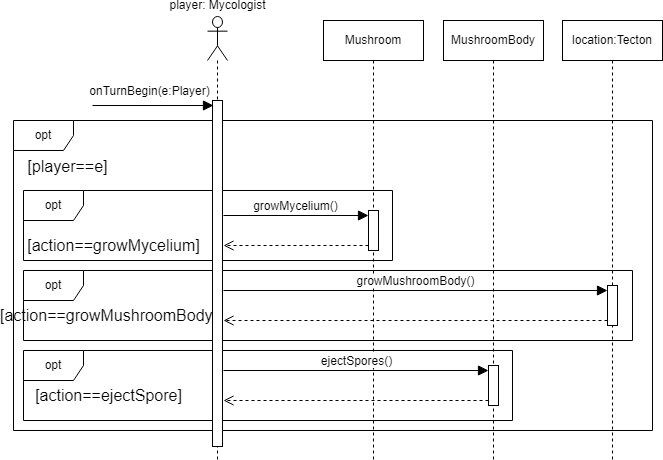 player: Mycologist
Mushroom
MushroomBody
location:Tecton
onTurnBegin(e:Player)
opt
[player==e]
opt
growMycelium()
[action==growMycelium]
opt
growMushroomBody()
[action==growMushroomBody
opt
ejectSpores()
[action==ejectSpore]